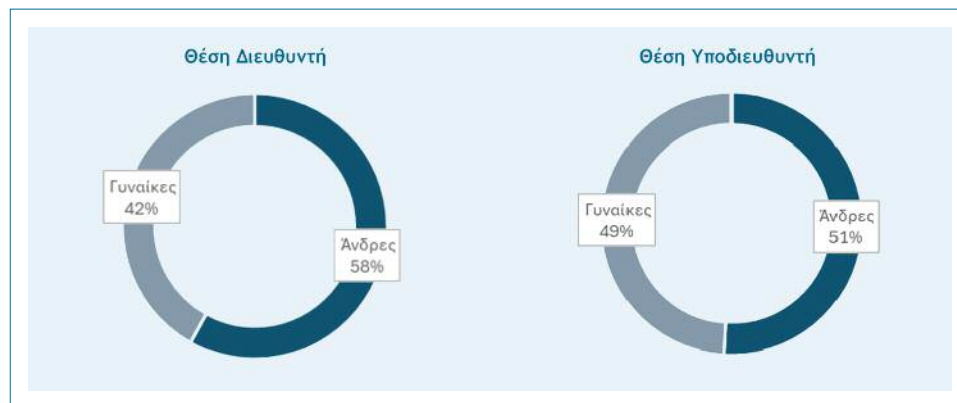 Θέση Διευθυντή
Γυναίκες
42%
Άνδρες
58%
Θέση Υποδιευθυντή
Γυναίκες
49%
Άνδρες
51%